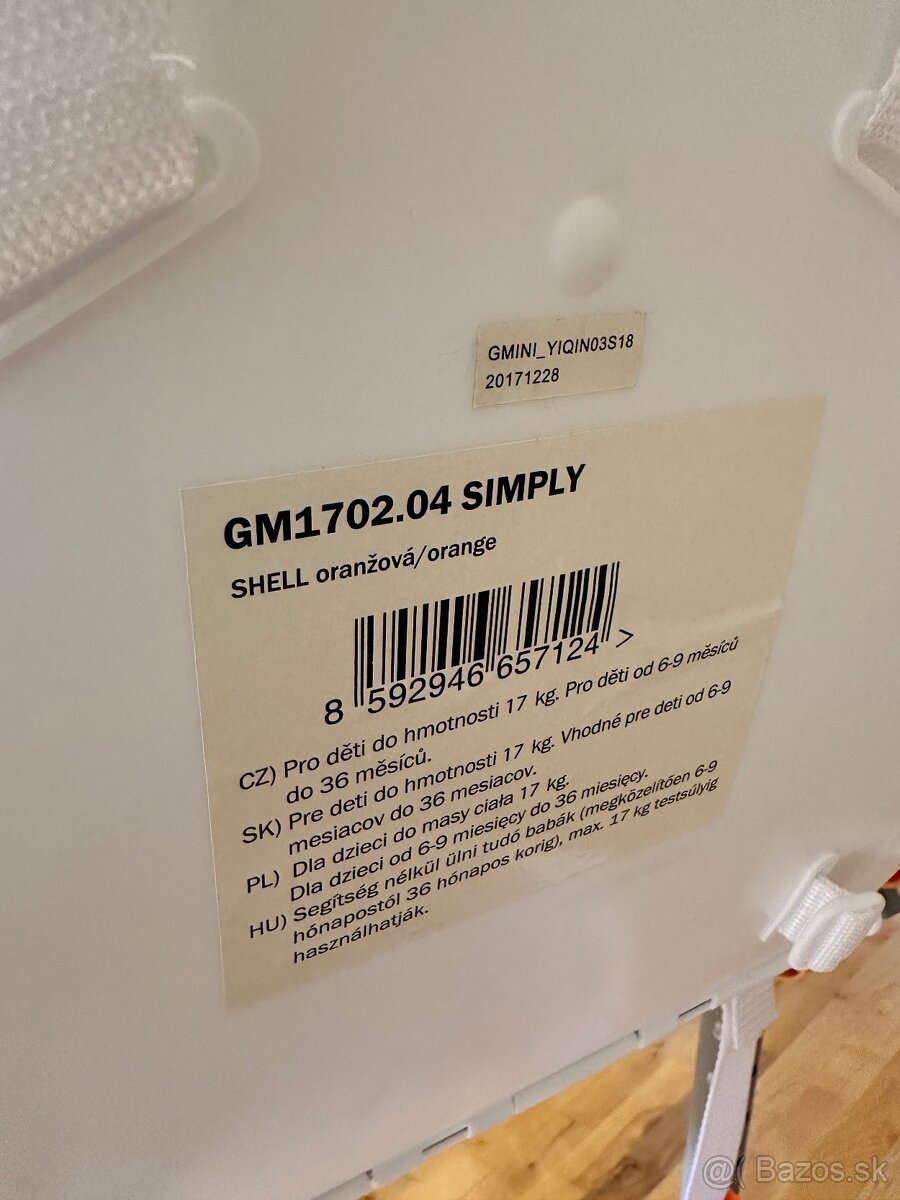 GMINI_YIQIN03S18
20171228
GM1702.04 SIMPLY
SHELL oranžová/orange
8 592946 657124 >
CZ) Pro děti do hmotnosti 17 kg. Pro děti od 6-9 měsíců
do 36 měsíců.
SK) Pre deti do hmotnosti 17 kg. Vhodné pre deti od 6-9
mesiacov do 36 mesiacov.
PL) Dla dzieci do masy ciała 17 kg.
Dla dzieci od 6-9 miesięcy do 36 miesięcy.
HU) Segítség nélkül ülni tudó babák (megközelítően 6-9
hónapostól 36 hónapos korig), max. 17 kg testsúlyig
használhatják.
@( Bazos.sk